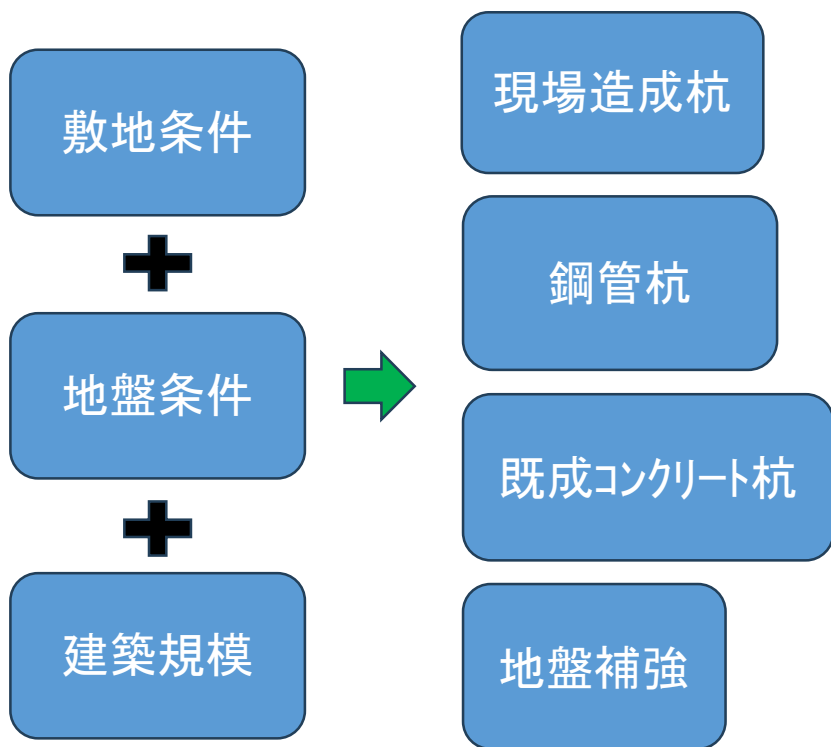 敷地条件
地盤条件
建築規模
現場造成杭
鋼管杭
既成コンクリート杭
地盤補強